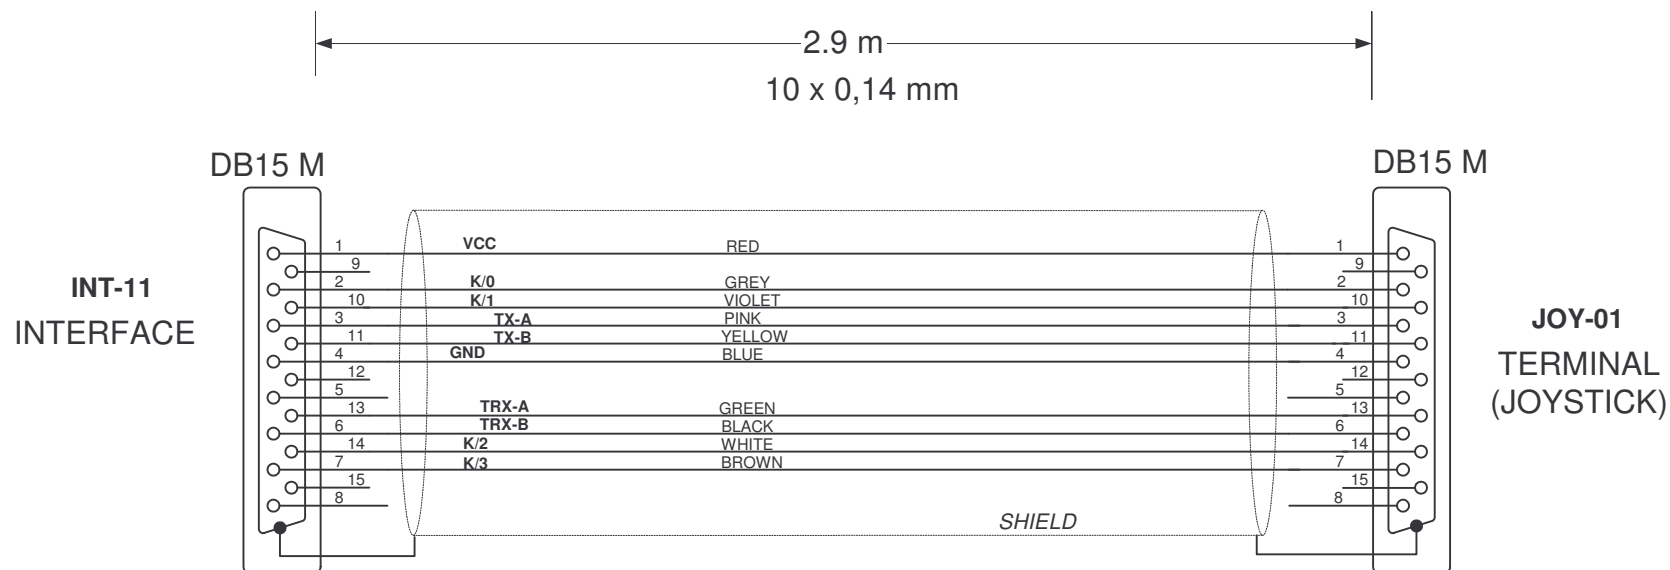 2.9 m
10 x 0,14 mm
DB15 M
DB15 M
INT-11
INTERFACE
JOY-01
TERMINAL
(JOYSTICK)
1 VCC RED 1
9 9
2 K/0 GREY 2
10 K/1 VIOLET 10
3 TX-A PINK 3
11 TX-B YELLOW 11
4 GND BLUE 4
12 12
5 5
13 TRX-A GREEN 13
6 TRX-B BLACK 6
14 K/2 WHITE 14
7 K/3 BROWN 7
15 15
8 8
SHIELD